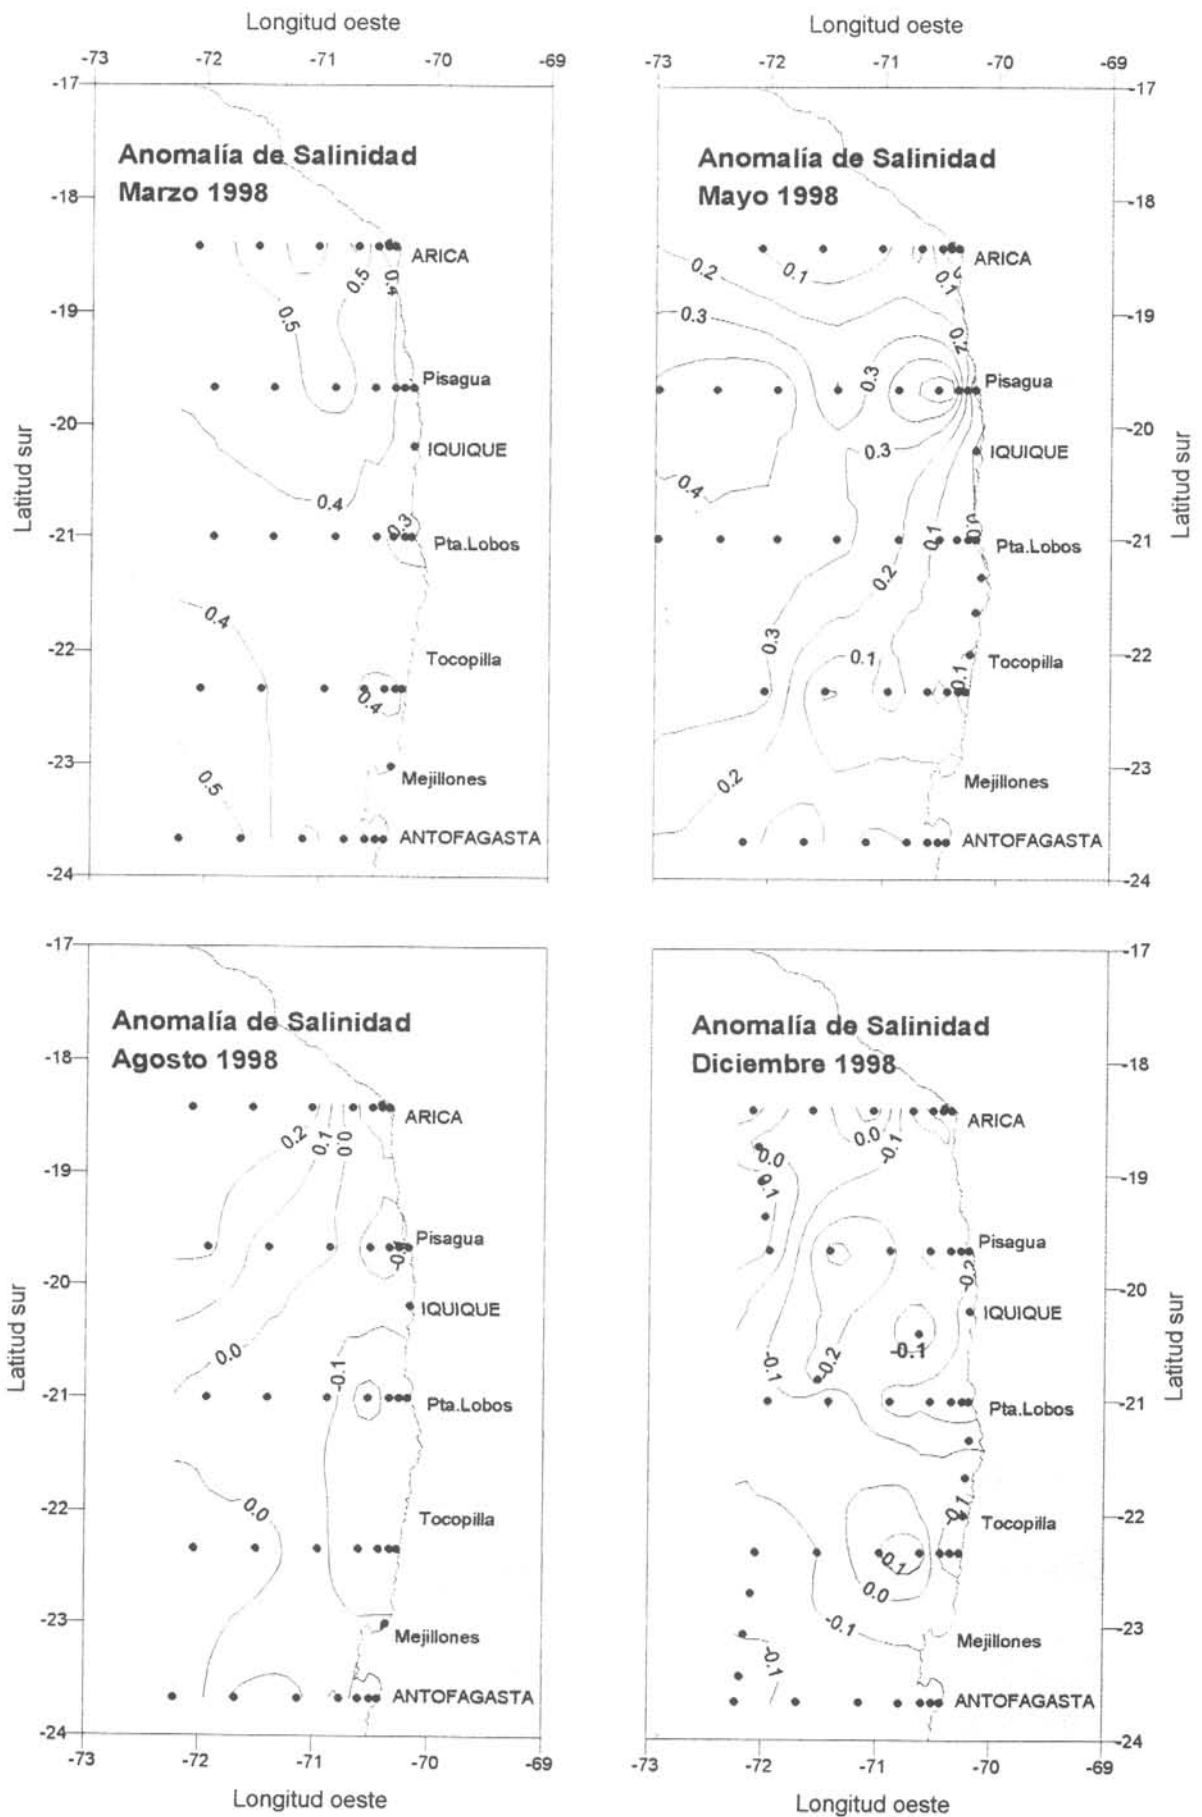 Longitud oeste
-73
-72
-71
-70
-69
-17
Anomalía de Salinidad
Marzo 1998
-18
ARICA
0.4
0.5
-19
0.5
Pisagua
-20
IQUIQUE
0.4
0.3
-21
Pta.Lobos
0.4
-22
Tocopilla
0.4
-23
Mejillones
0.5
ANTOFAGASTA
-24
Latitud sur
Longitud oeste
-73
-72
-71
-70
-69
-17
Anomalía de Salinidad
Mayo 1998
-18
ARICA
0.2
0.1
0.1
-19
0.3
0.3
Pisagua
-20
IQUIQUE
0.3
0.4
0.1
0.0
-21
Pta.Lobos
0.2
0.3
0.1
0.1
-22
Tocopilla
-23
Mejillones
0.2
ANTOFAGASTA
-24
Latitud sur
-17
Anomalía de Salinidad
Agosto 1998
-18
ARICA
0.2
0.1
0.0
-19
Pisagua
-20
IQUIQUE
0.0
-0.1
-21
Pta.Lobos
0.0
-22
Tocopilla
-23
Mejillones
ANTOFAGASTA
-24
-73
-72
-71
-70
-69
Longitud oeste
Latitud sur
-17
Anomalía de Salinidad
Diciembre 1998
-18
ARICA
0.0
-0.1
0.0
-19
Pisagua
-0.2
-20
IQUIQUE
-0.1
-0.1
-0.2
-21
Pta.Lobos
-0.1
-22
Tocopilla
0.1
0.0
-0.1
-23
Mejillones
-0.1
ANTOFAGASTA
-24
-73
-72
-71
-70
-69
Longitud oeste
Latitud sur